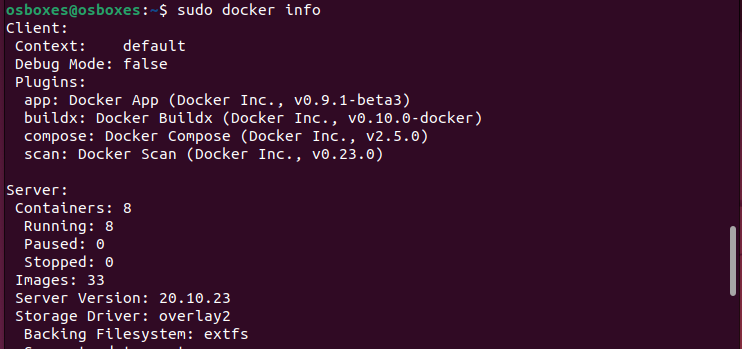 osboxes@osboxes:~$ sudo docker info
Client:
 Context:    default
 Debug Mode: false
 Plugins:
  app: Docker App (Docker Inc., v0.9.1-beta3)
  buildx: Docker Buildx (Docker Inc., v0.10.0-docker)
  compose: Docker Compose (Docker Inc., v2.5.0)
  scan: Docker Scan (Docker Inc., v0.23.0)

Server:
 Containers: 8
  Running: 8
  Paused: 0
  Stopped: 0
 Images: 33
 Server Version: 20.10.23
 Storage Driver: overlay2
  Backing Filesystem: extfs